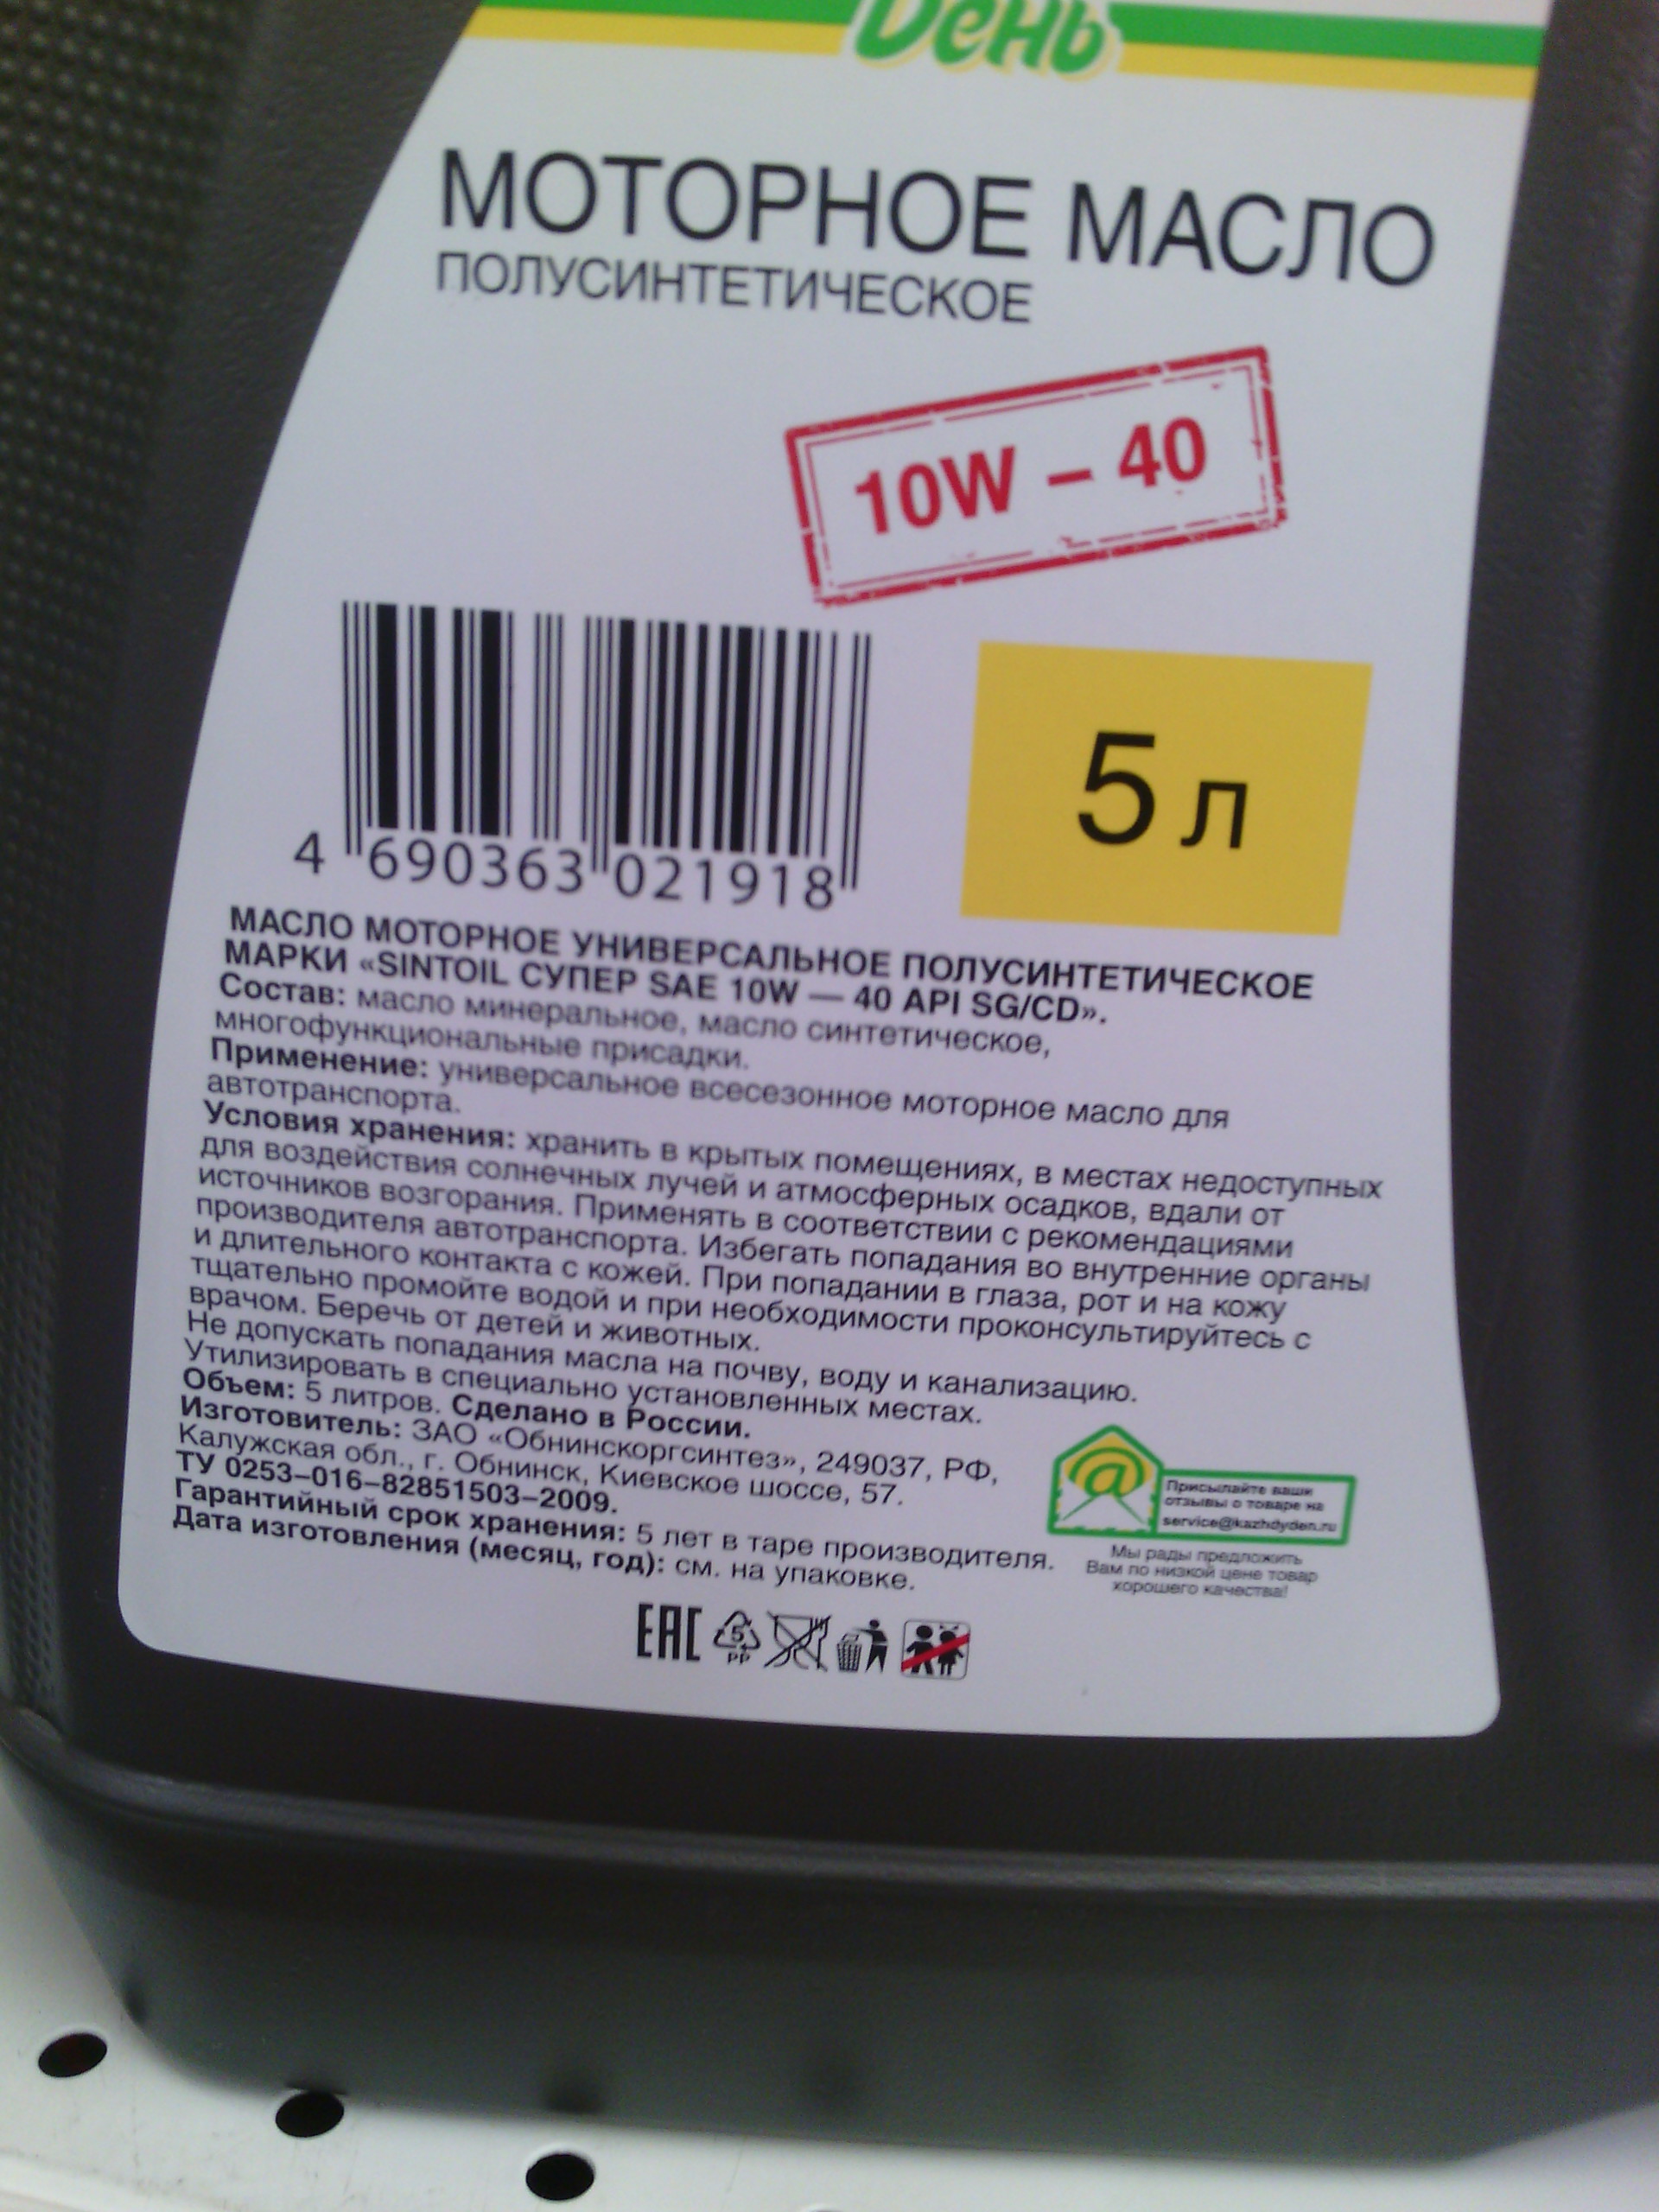 День
МОТОРНОЕ МАСЛО
ПОЛУСИНТЕТИЧЕСКОЕ
10W – 40
5 л
4 690363 021918
МАСЛО МОТОРНОЕ УНИВЕРСАЛЬНОЕ ПОЛУСИНТЕТИЧЕСКОЕ
МАРКИ «SINTOIL СУПЕР SAE 10W — 40 API SG/CD».
Состав: масло минеральное, масло синтетическое,
многофункциональные присадки.
Применение: универсальное всесезонное моторное масло для
автотранспорта.
Условия хранения: хранить в крытых помещениях, в местах недоступных
для воздействия солнечных лучей и атмосферных осадков, вдали от
источников возгорания. Применять в соответствии с рекомендациями
производителя автотранспорта. Избегать попадания во внутренние органы
и длительного контакта с кожей. При попадании в глаза, рот и на кожу
тщательно промойте водой и при необходимости проконсультируйтесь с
врачом. Беречь от детей и животных.
Не допускать попадания масла на почву, воду и канализацию.
Утилизировать в специально установленных местах.
Объем: 5 литров. Сделано в России.
Изготовитель: ЗАО «Обнинскоргсинтез», 249037, РФ,
Калужская обл., г. Обнинск, Киевское шоссе, 57.
ТУ 0253–016–82851503–2009.
Гарантийный срок хранения: 5 лет в таре производителя.
Дата изготовления (месяц, год): см. на упаковке.
@
Присылайте ваши
отзывы о товаре на
service@kazhdyden.ru
Мы рады предложить
Вам по низкой цене товар
хорошего качества!
EAC
5
PP